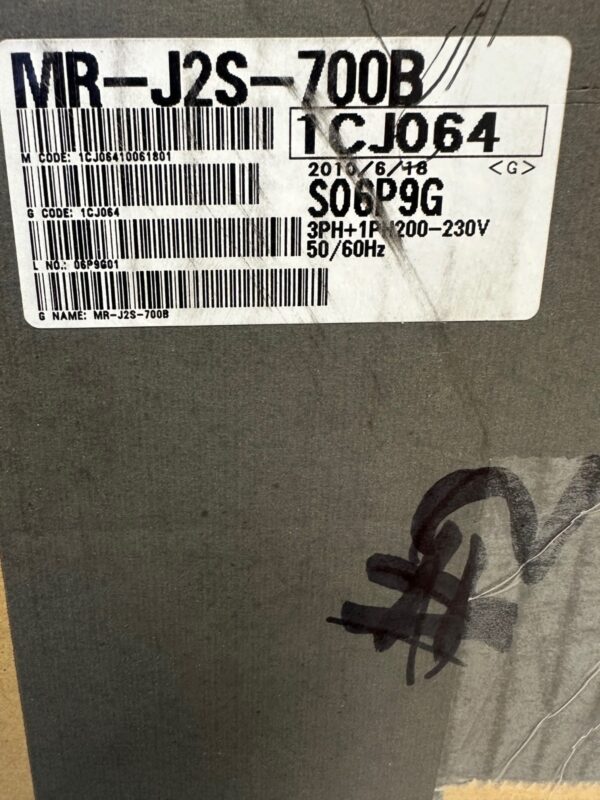 MR-J2S-700B
1CJ064
M CODE: 1CJ06410061801
2010/6/18 <G>
G CODE: 1CJ064
S06P9G
3PH+1PH200-230V
50/60Hz
L NO.: 06P9G01
G NAME: MR-J2S-700B
#2